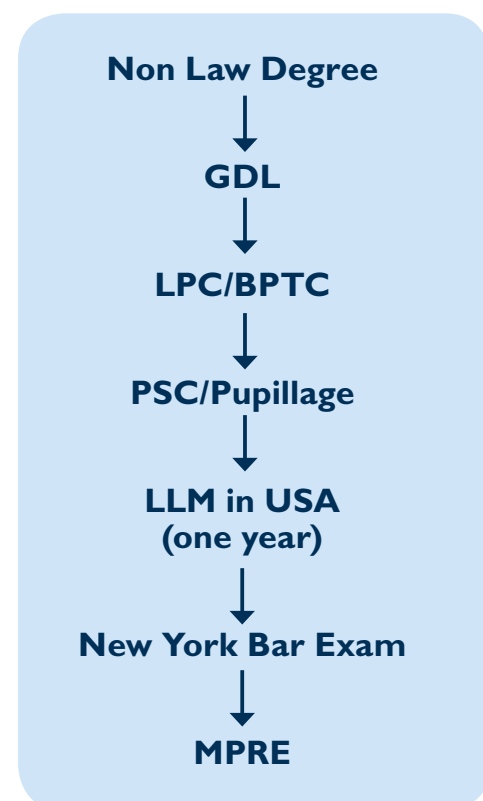 Non Law Degree
GDL
LPC/BPTC
PSC/Pupillage
LLM in USA
(one year)
New York Bar Exam
MPRE